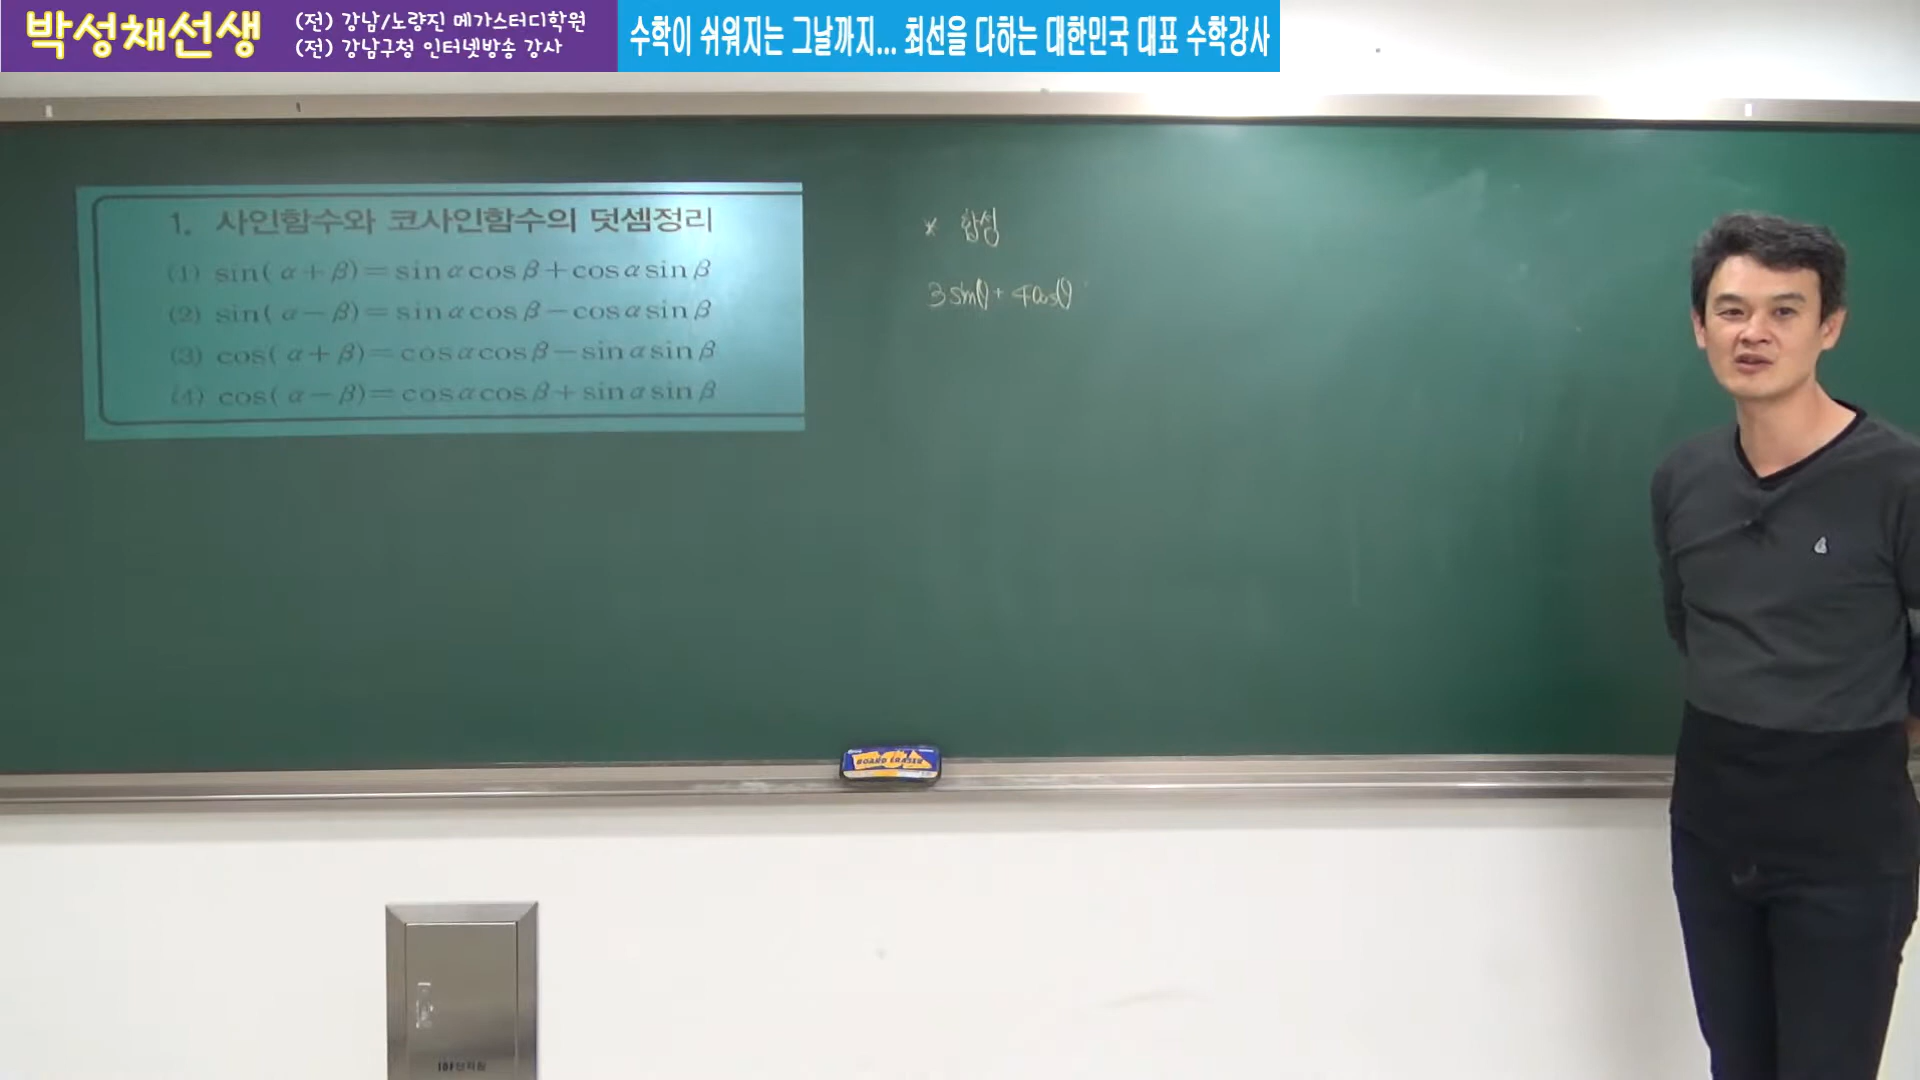 박성채선생
(전) 강남/노량진 메가스터디학원
(전) 강남구청 인터넷방송 강사
수학이 쉬워지는 그날까지... 최선을 다하는 대한민국 대표 수학강사
1. 사인함수와 코사인함수의 덧셈정리
(1) sin(α+β)=sinαcosβ+cosαsinβ
(2) sin(α-β)=sinαcosβ-cosαsinβ
(3) cos(α+β)=cosαcosβ-sinαsinβ
(4) cos(α-β)=cosαcosβ+sinαsinβ
* 합성
3sinθ+4cosθ
BOARD ERASER